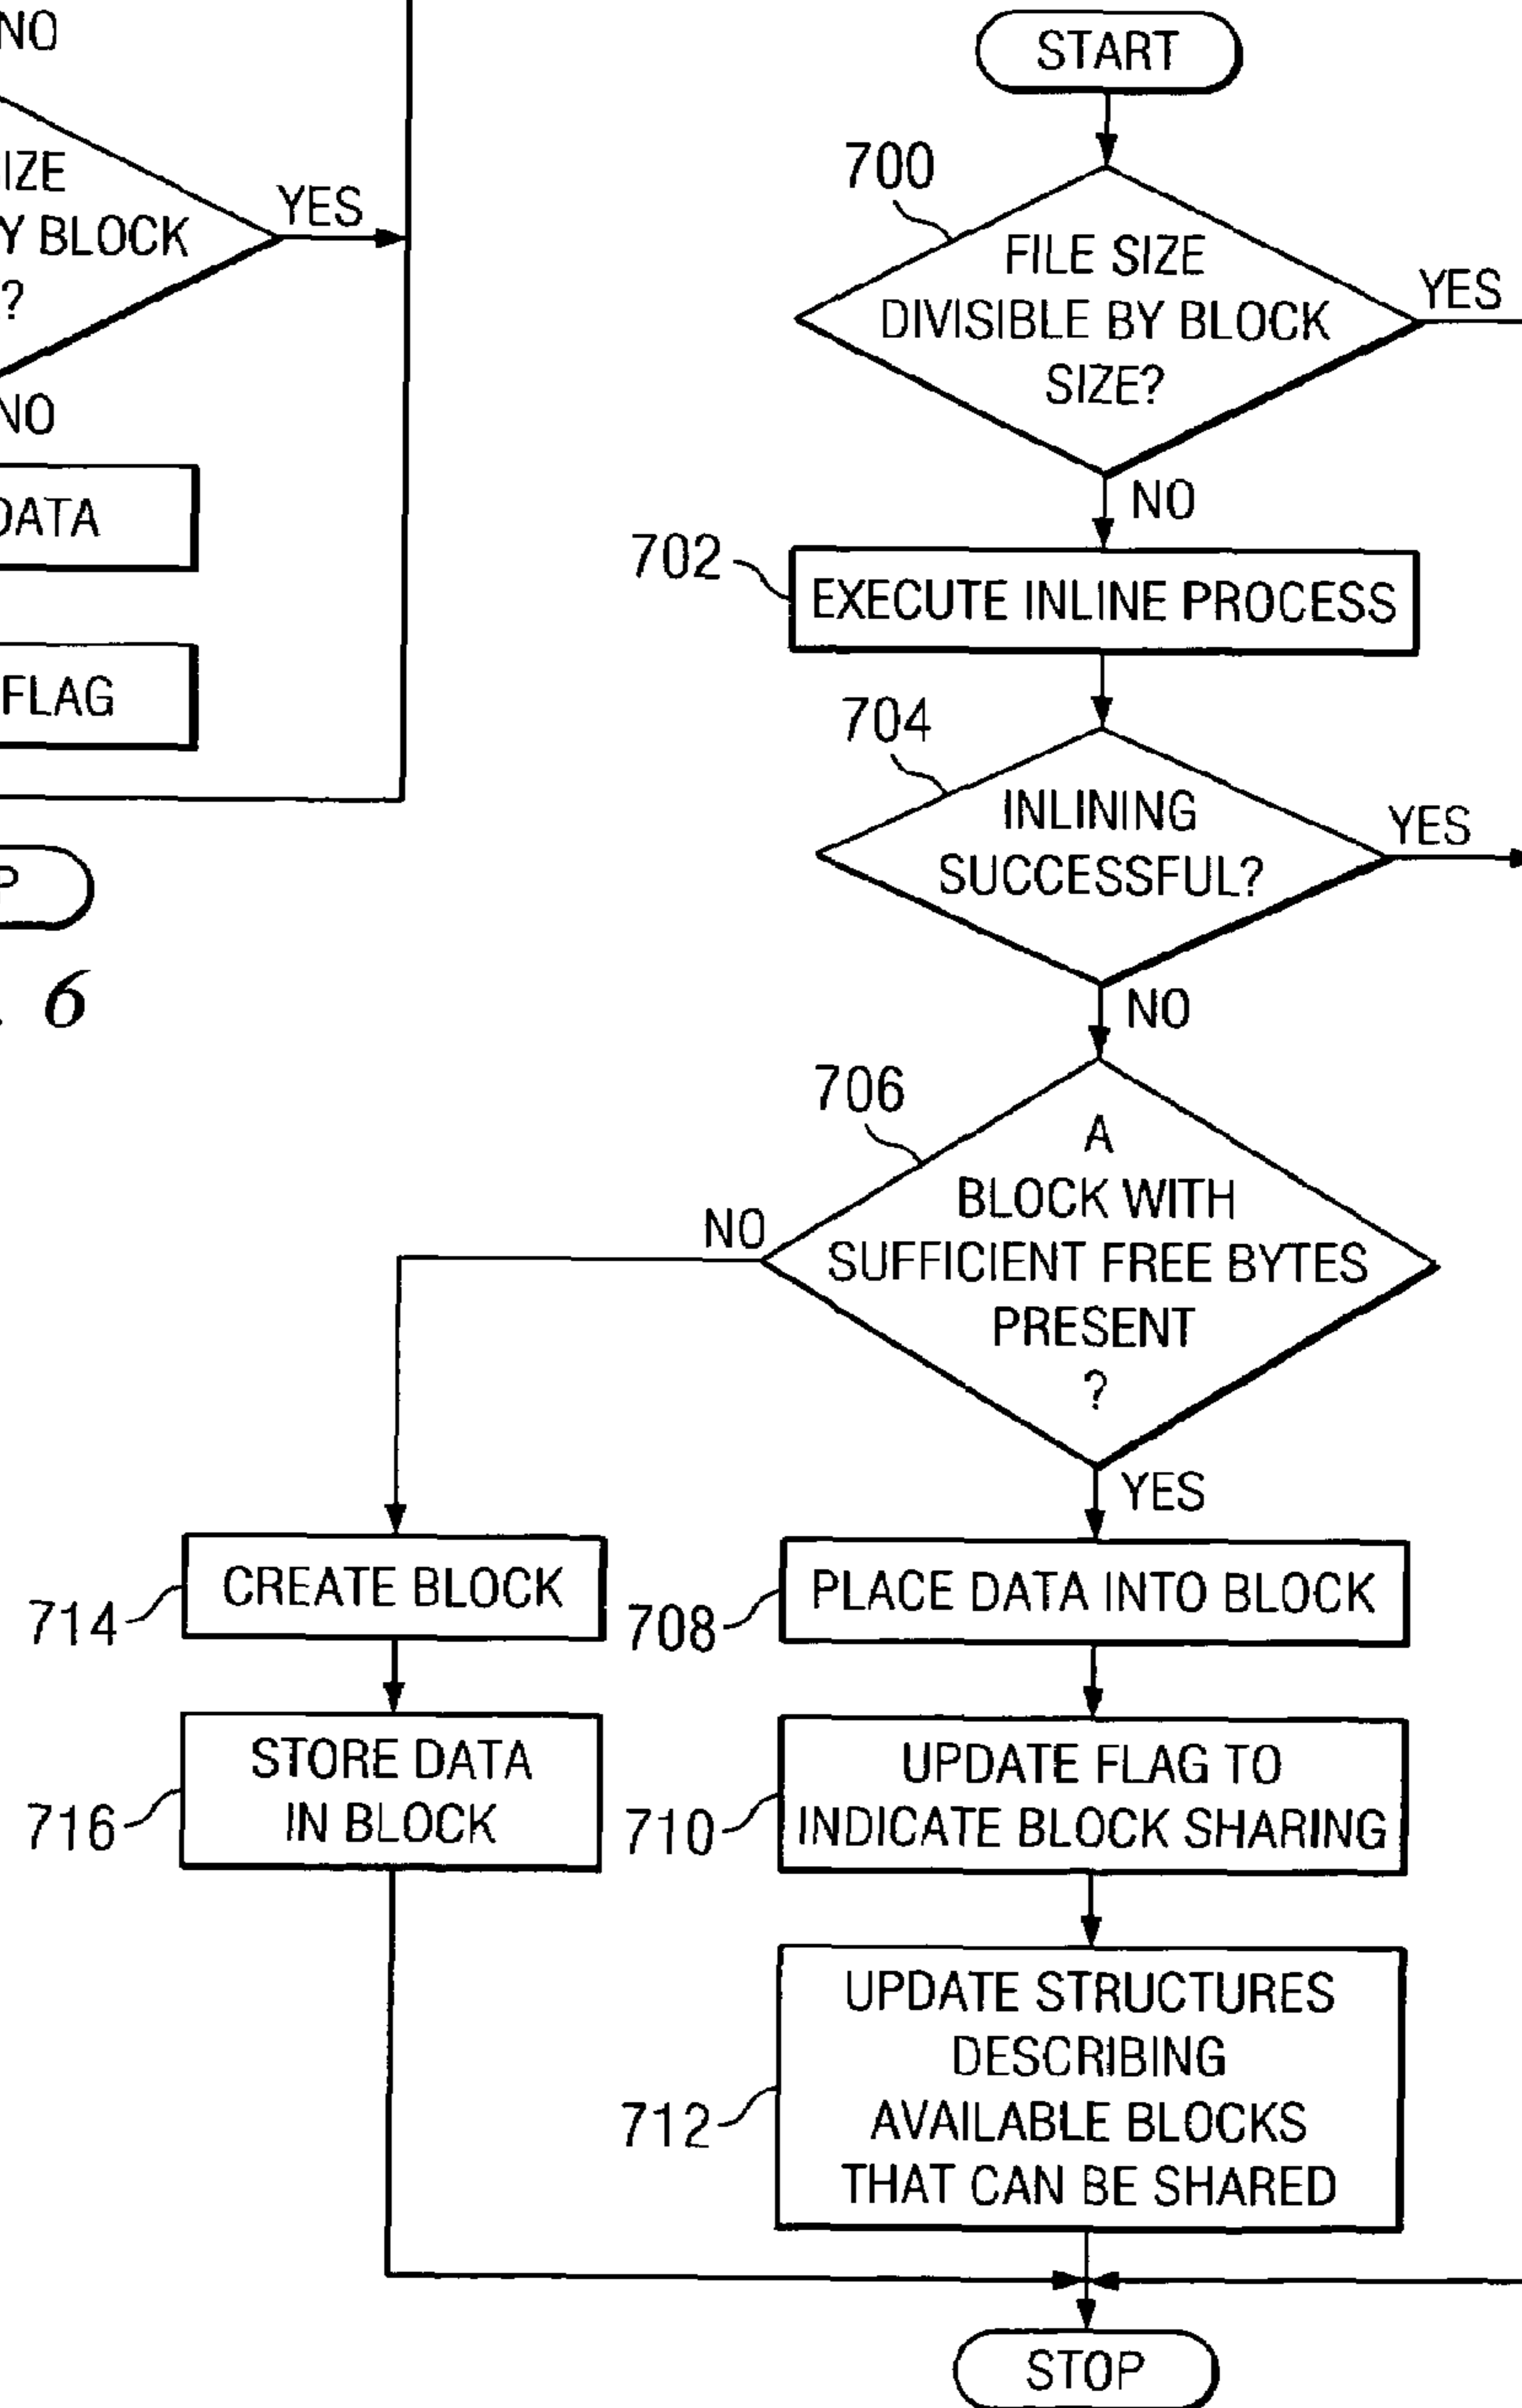 NO
IZE
Y BLOCK
?
YES
NO
DATA
FLAG
P
. 6
START
700
FILE SIZE
DIVISIBLE BY BLOCK
SIZE?
YES
NO
702
EXECUTE INLINE PROCESS
704
INLINING
SUCCESSFUL?
YES
NO
706
A
BLOCK WITH
SUFFICIENT FREE BYTES
PRESENT
?
NO
YES
714
CREATE BLOCK
708
PLACE DATA INTO BLOCK
716
STORE DATA
IN BLOCK
710
UPDATE FLAG TO
INDICATE BLOCK SHARING
712
UPDATE STRUCTURES
DESCRIBING
AVAILABLE BLOCKS
THAT CAN BE SHARED
STOP